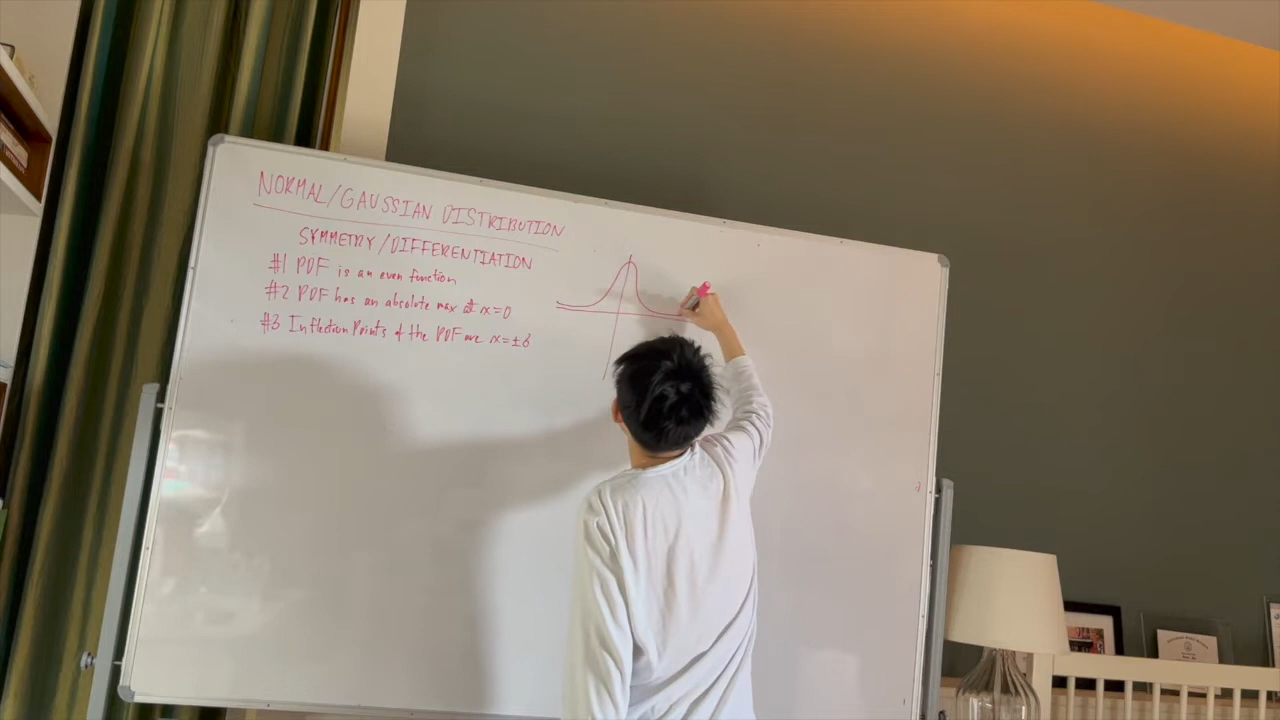 NORMAL/GAUSSIAN DISTRIBUTION
SYMMETRY/DIFFERENTIATION
#1 PDF is an even function
#2 PDF has an absolute max at x=0
#3 Inflection Points of the PDF are x=±6